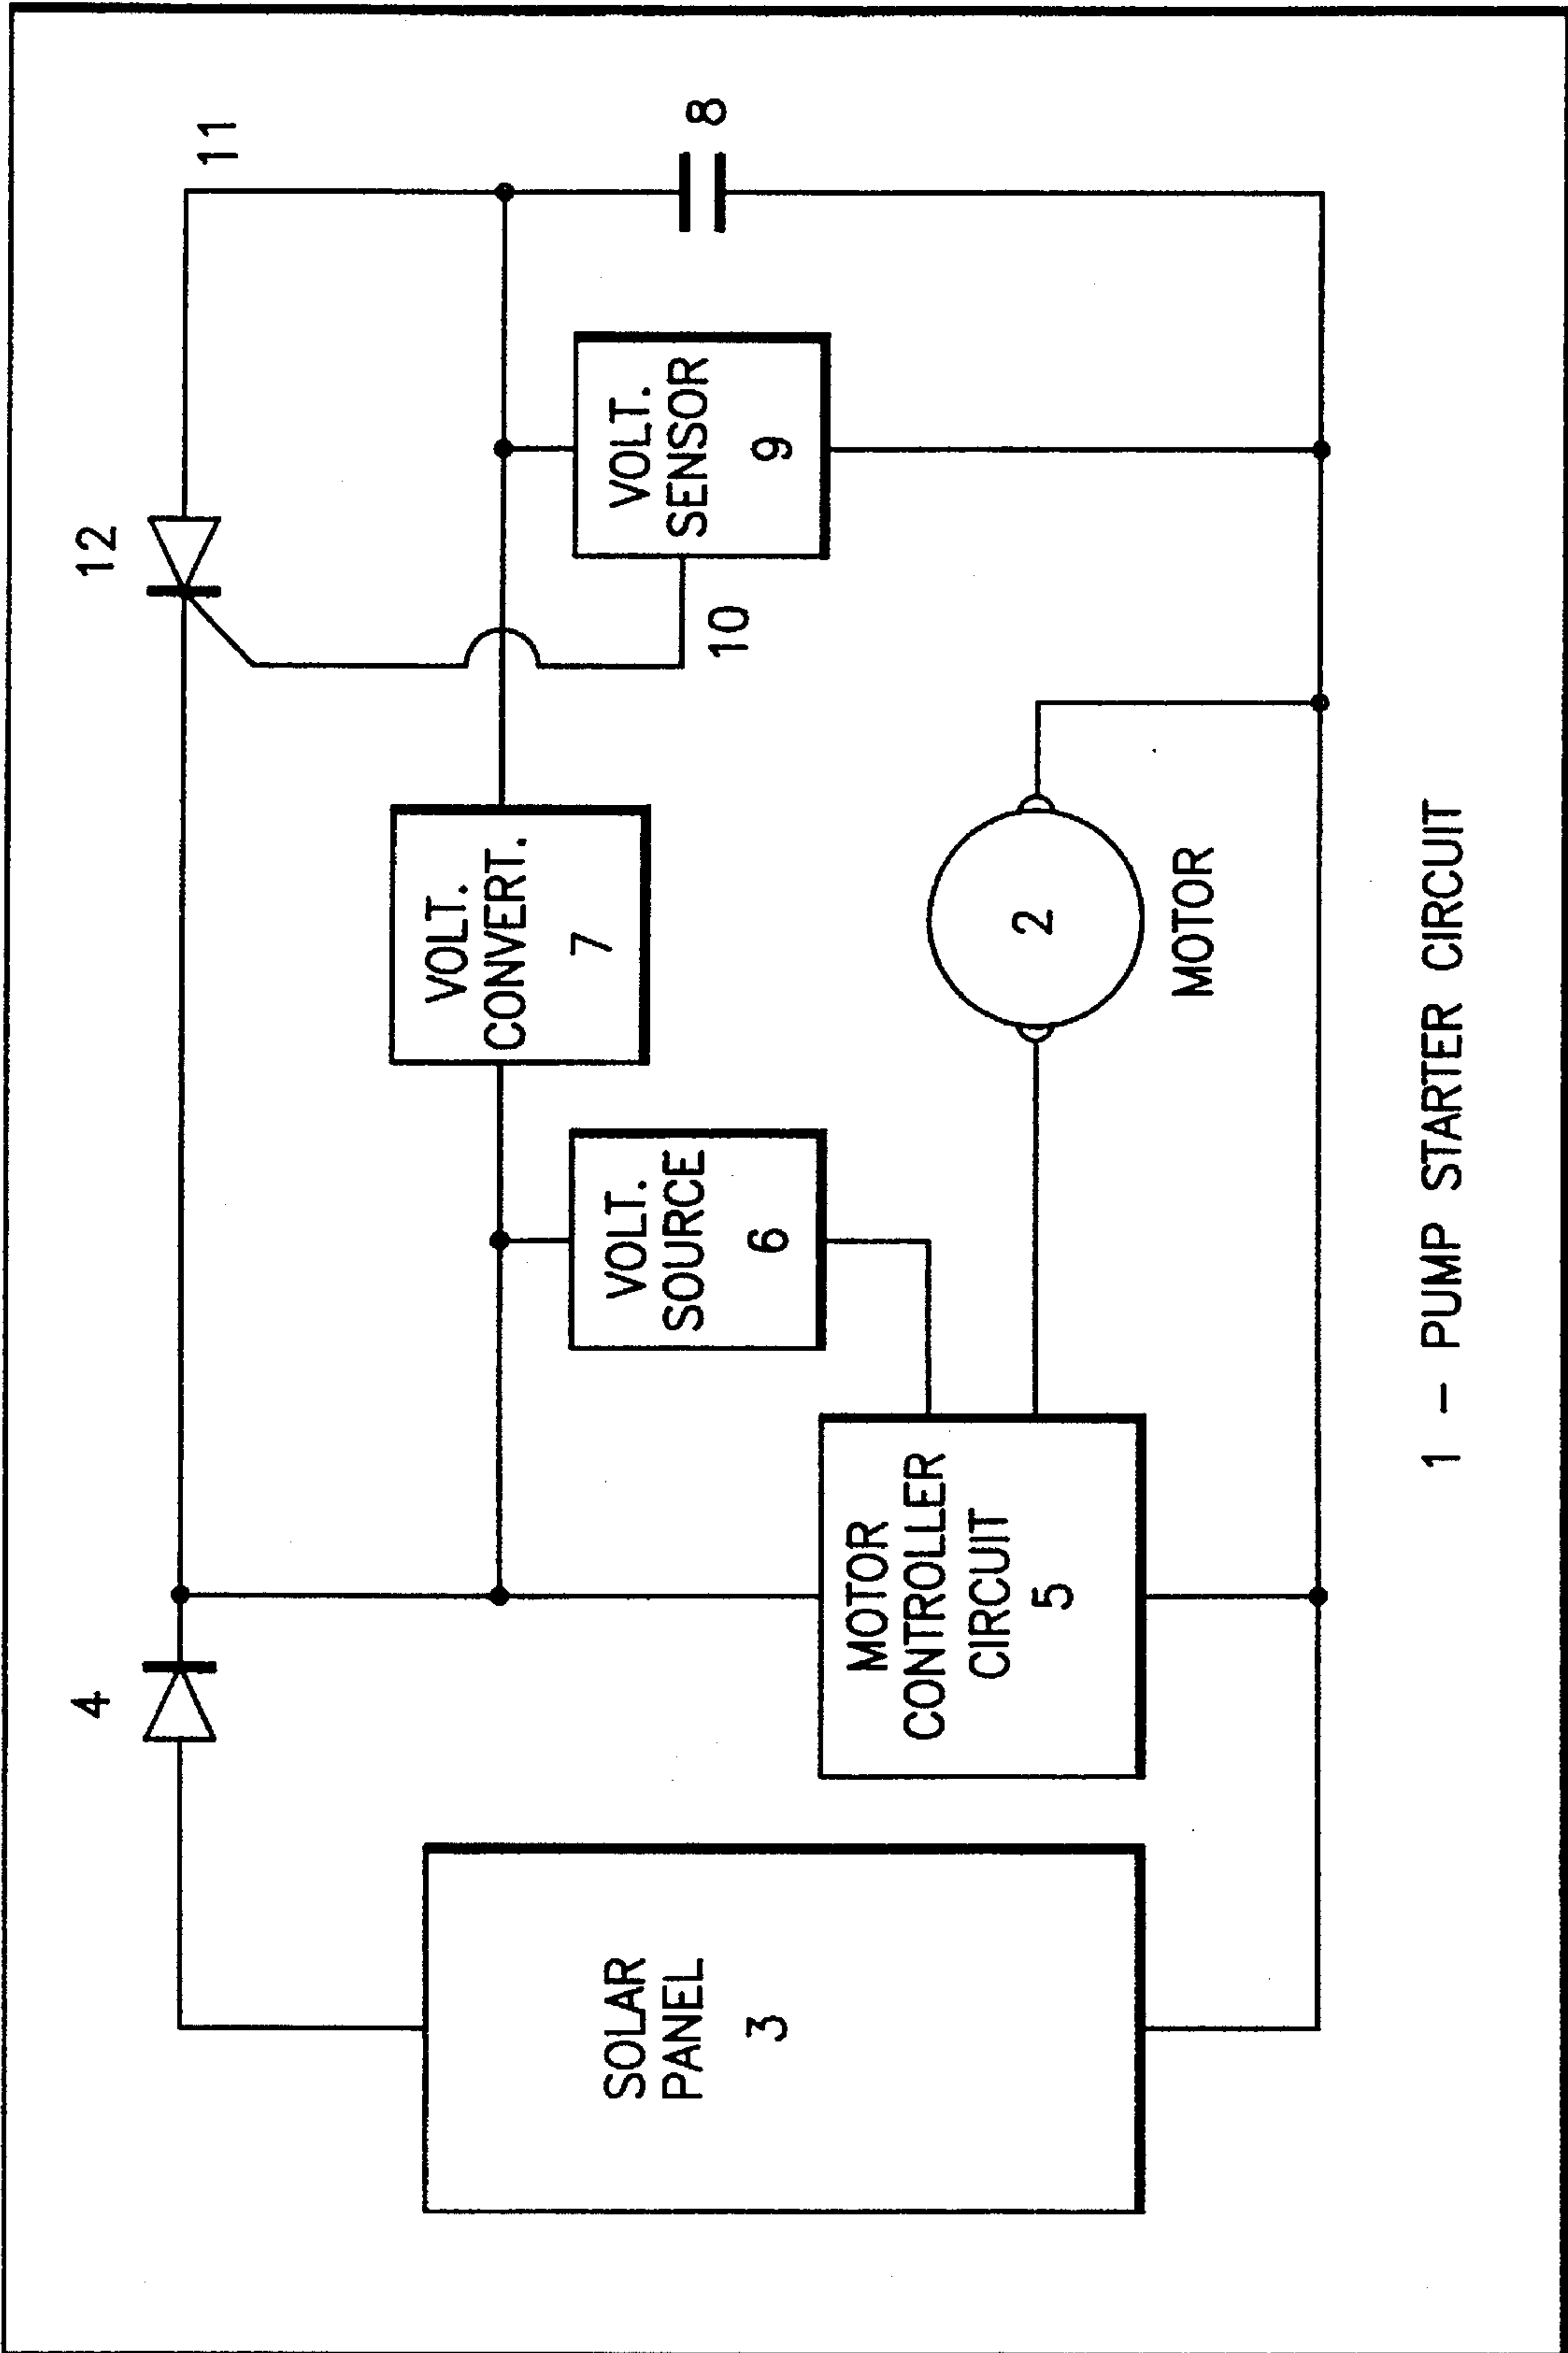 4
12
11
SOLAR
PANEL
3
MOTOR
CONTROLLER
CIRCUIT
5
VOLT.
SOURCE
6
VOLT.
CONVERT.
7
10
VOLT.
SENSOR
9
8
2
MOTOR
1 - PUMP STARTER CIRCUIT